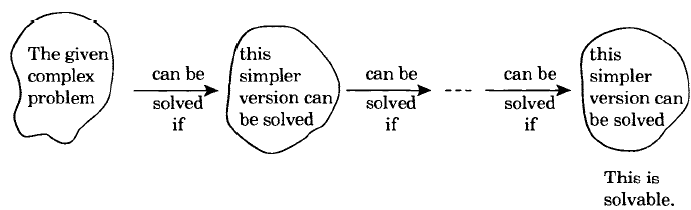 The given
complex
problem
can be
solved
if
this
simpler
version can
be solved
can be
solved
if
---
can be
solved
if
this
simpler
version can
be solved
This is
solvable.